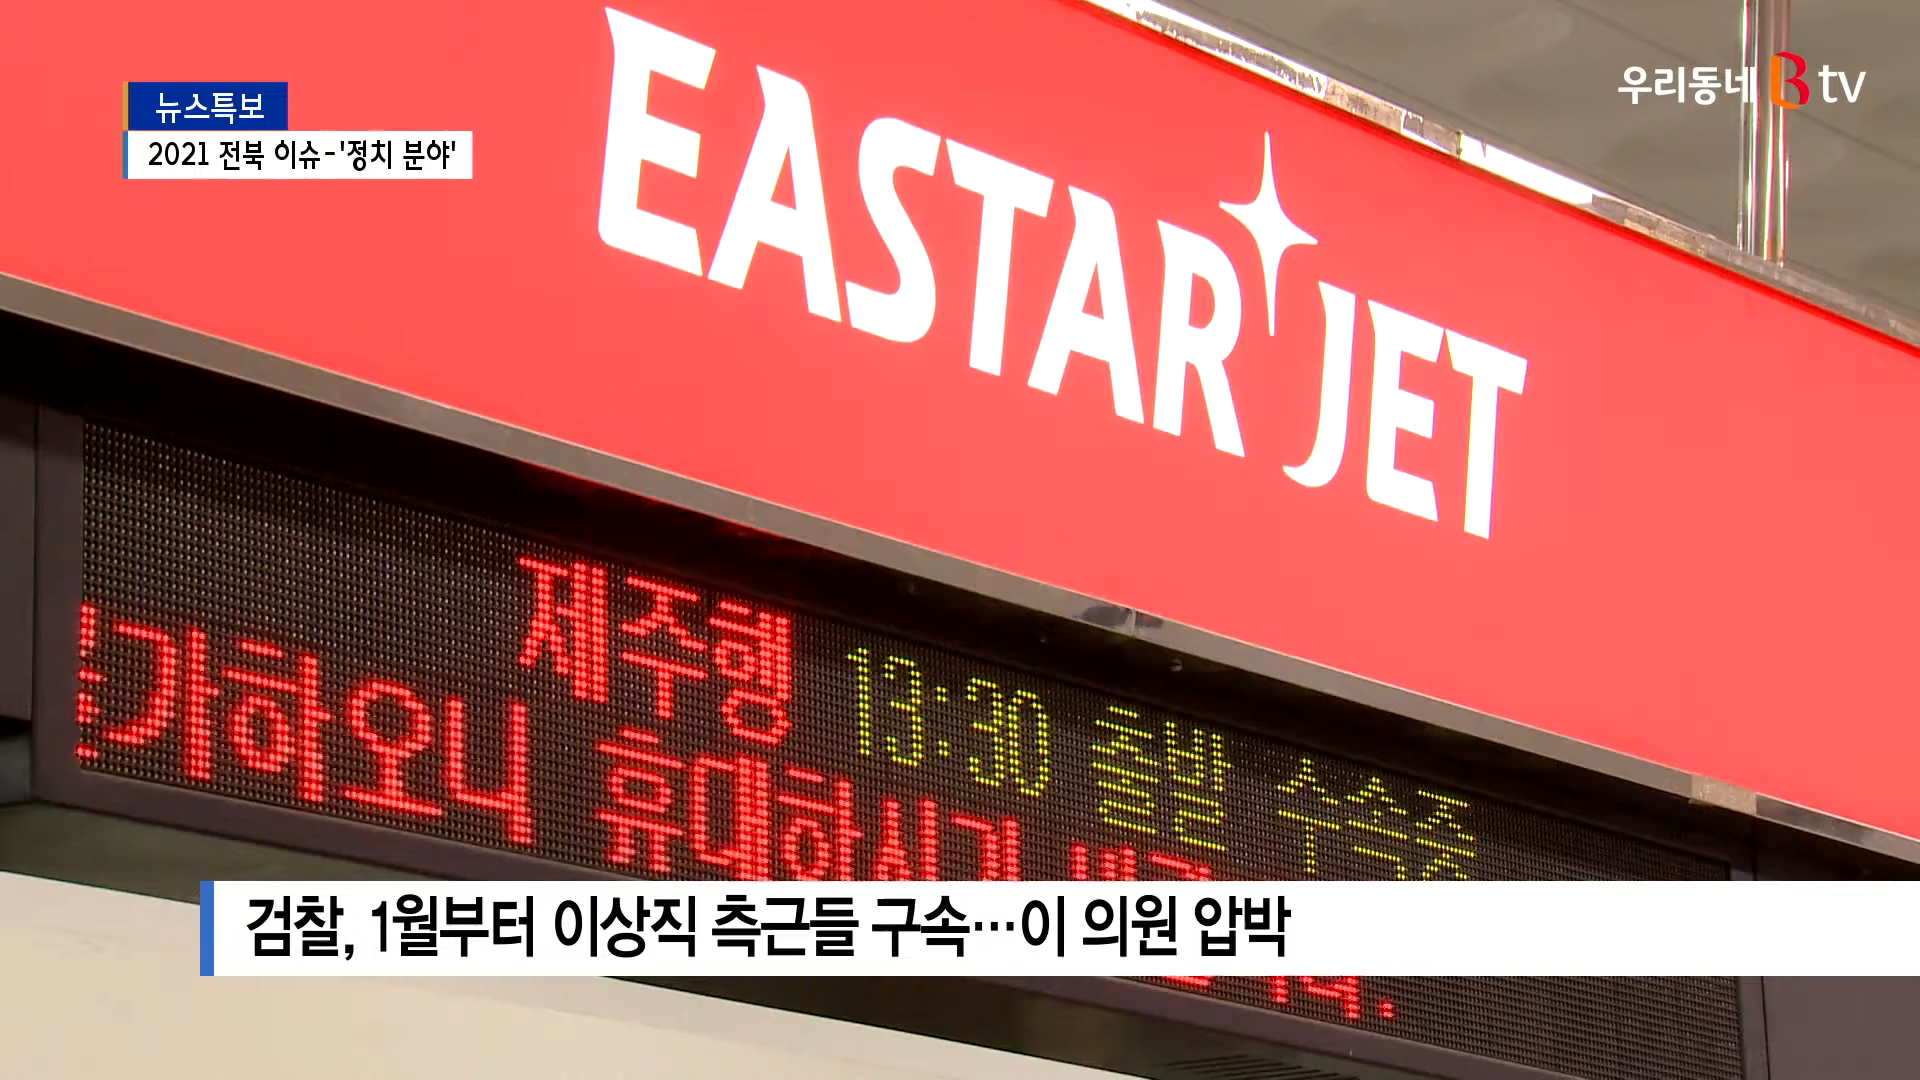 뉴스특보
2021 전북 이슈-'정치 분야'
우리동네 B tv
EASTAR JET
제주행 13:30 출발 수속중
가하오니 휴대하시기
검찰, 1월부터 이상직 측근들 구속…이 의원 압박